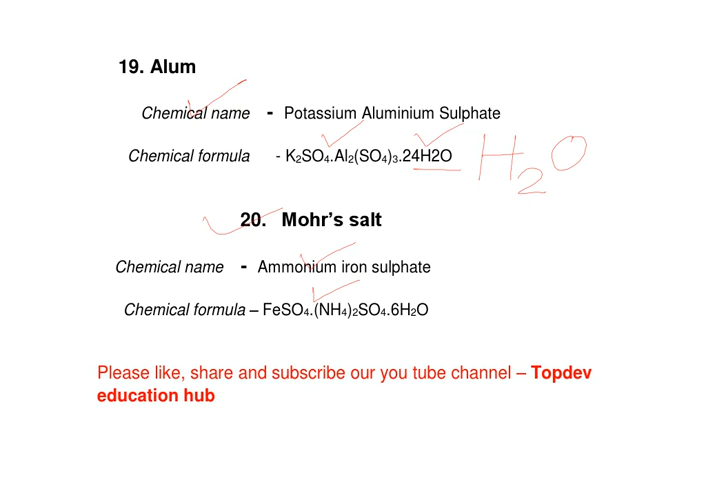 19. Alum
Chemical name - Potassium Aluminium Sulphate
Chemical formula - K₂SO₄.Al₂(SO₄)₃.24H2O H₂O
20. Mohr's salt
Chemical name - Ammonium iron sulphate
Chemical formula – FeSO₄.(NH₄)₂SO₄.6H₂O
Please like, share and subscribe our you tube channel – Topdev
education hub